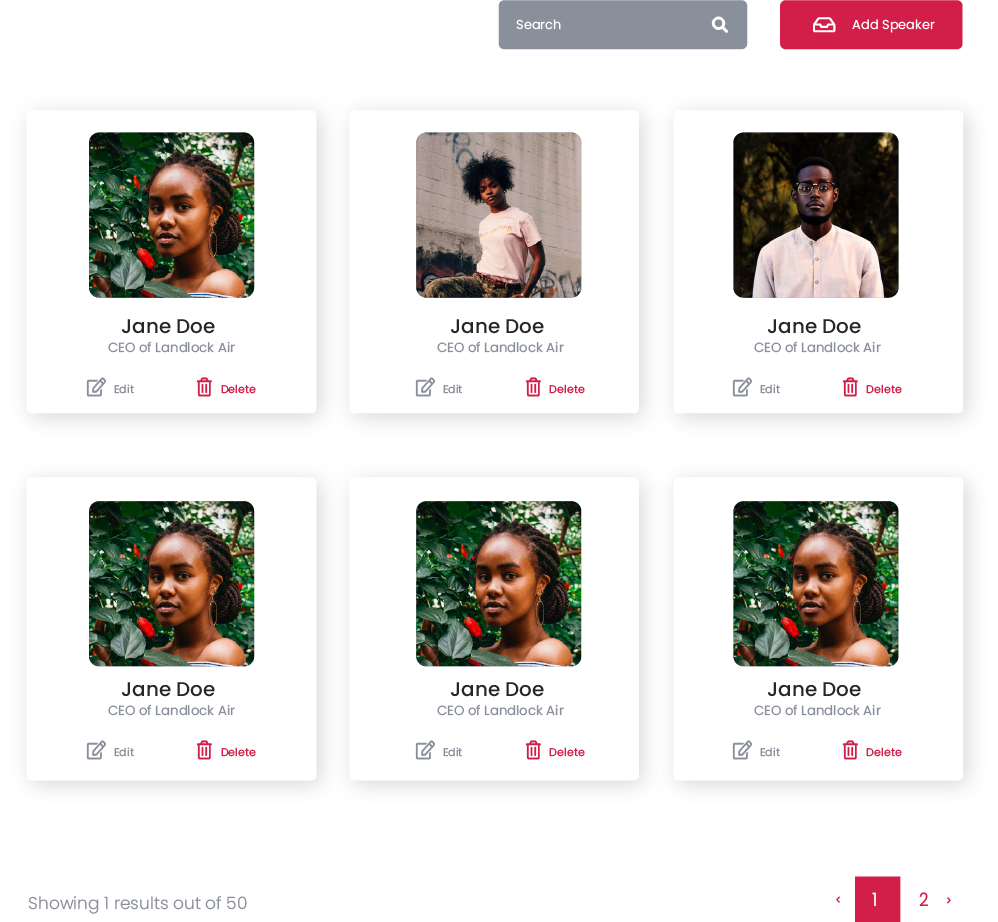 Search
Add Speaker
Jane Doe
CEO of Landlock Air
Edit
Delete
Jane Doe
CEO of Landlock Air
Edit
Delete
Jane Doe
CEO of Landlock Air
Edit
Delete
Jane Doe
CEO of Landlock Air
Edit
Delete
Jane Doe
CEO of Landlock Air
Edit
Delete
Jane Doe
CEO of Landlock Air
Edit
Delete
Showing 1 results out of 50
‹ 1 2 ›